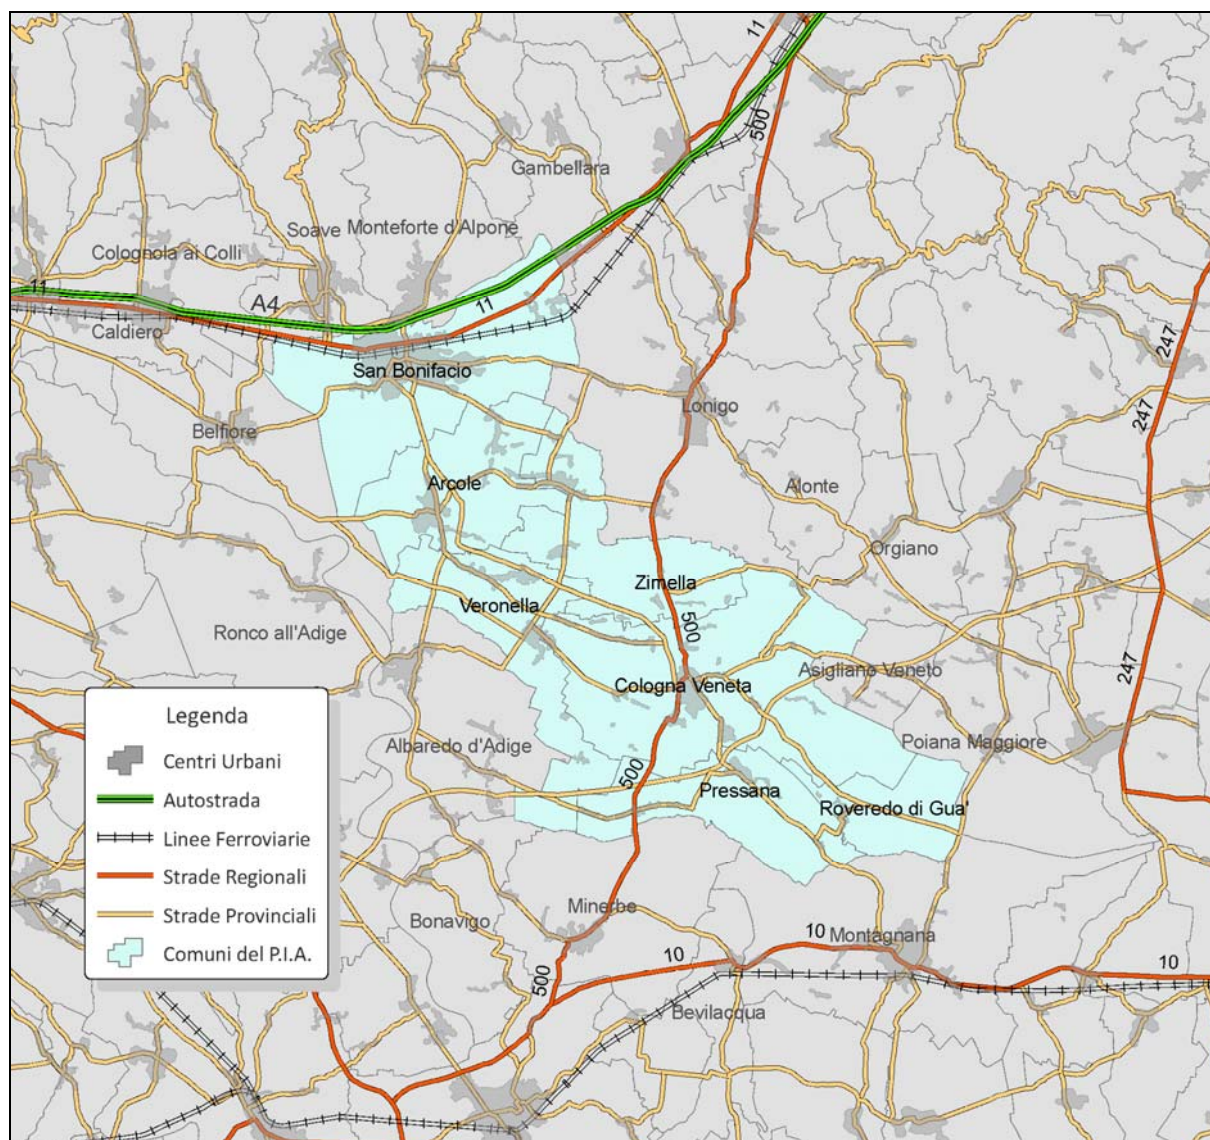 11
500
Gambellara
Soave
Monteforte d'Alpone
Colognola ai Colli
11
A4
11
Caldiero
247
San Bonifacio
Lonigo
247
Belfiore
Arcole
Alonte
Orgiano
Zimella
Veronella
500
Ronco all'Adige
247
Asigliano Veneto
Cologna Veneta
Albaredo d'Adige
Poiana Maggiore
500
Pressana
Roveredo di Gua'
Legenda
Centri Urbani
Autostrada
Linee Ferroviarie
Strade Regionali
Strade Provinciali
Comuni del P.I.A.
Minerbe
Bonavigo
10
Montagnana
10
10
500
Bevilacqua